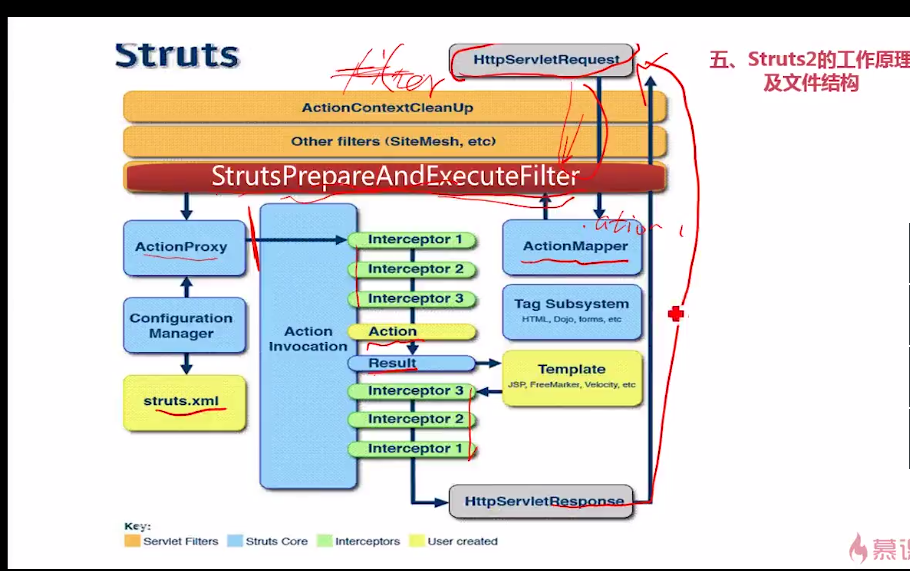 Struts
HttpServletRequest
五、Struts2的工作原理
及文件结构
filter
ActionContextCleanUp
Other filters (SiteMesh, etc)
StrutsPrepareAndExecuteFilter
.action
ActionProxy
Interceptor 1
ActionMapper
Interceptor 2
Interceptor 3
Tag Subsystem
HTML, Dojo, forms, etc
Configuration
Manager
Action
Invocation
Action
Result
Template
JSP, FreeMarker, Velocity, etc
struts.xml
Interceptor 3
Interceptor 2
Interceptor 1
HttpServletResponse
Key:
Servlet Filters
Struts Core
Interceptors
User created
慕